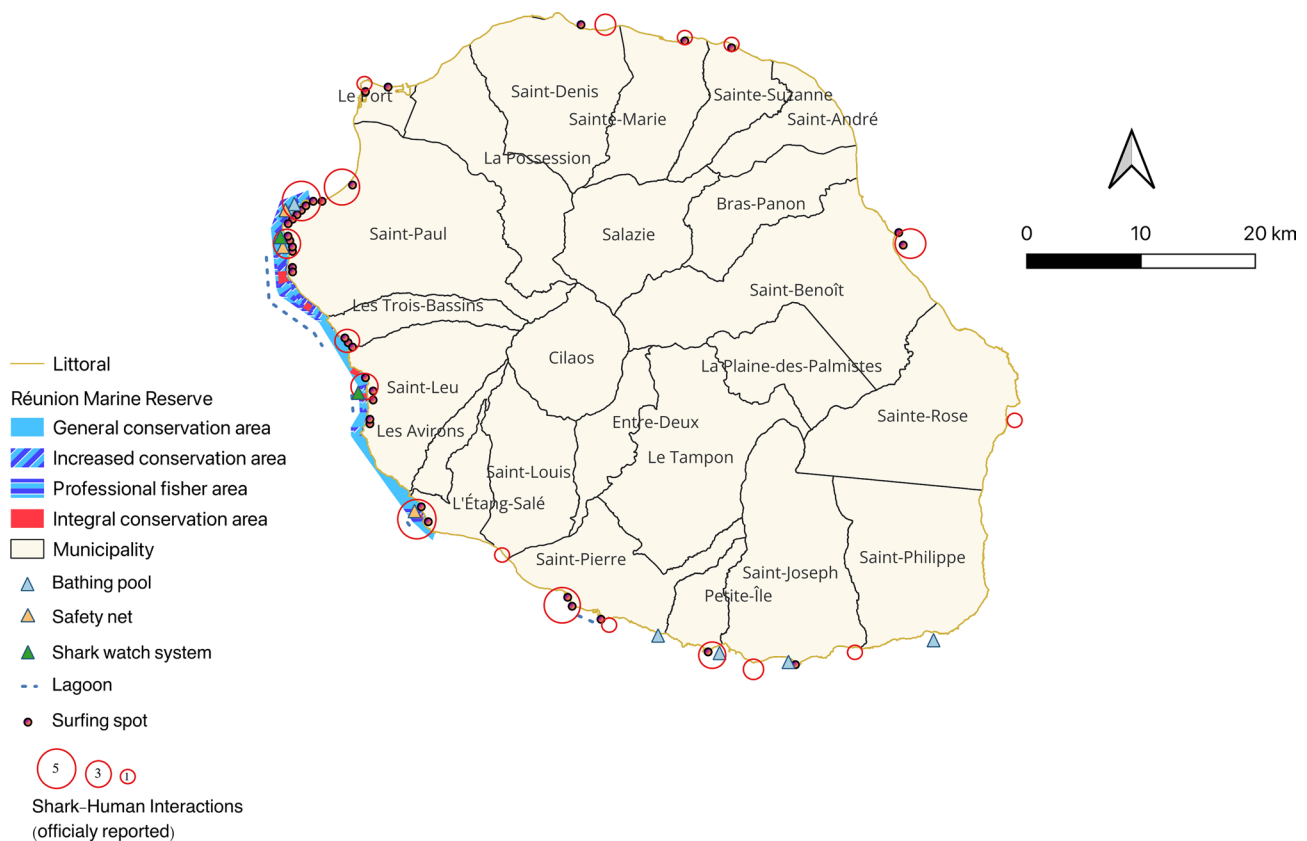 Saint-Denis
Le Port
Sainte-Marie
Sainte-Suzanne
Saint-André
La Possession
Bras-Panon
Saint-Paul
Salazie
0 10 20 km
Saint-Benoît
Les Trois-Bassins
Cilaos
La Plaine-des-Palmistes
Saint-Leu
Sainte-Rose
Les Avirons
Entre-Deux
Le Tampon
Saint-Louis
L'Étang-Salé
Saint-Pierre
Saint-Philippe
Saint-Joseph
Petite-Île
Littoral
Réunion Marine Reserve
General conservation area
Increased conservation area
Professional fisher area
Integral conservation area
Municipality
Bathing pool
Safety net
Shark watch system
Lagoon
Surfing spot
5 3 1
Shark-Human Interactions
(officialy reported)